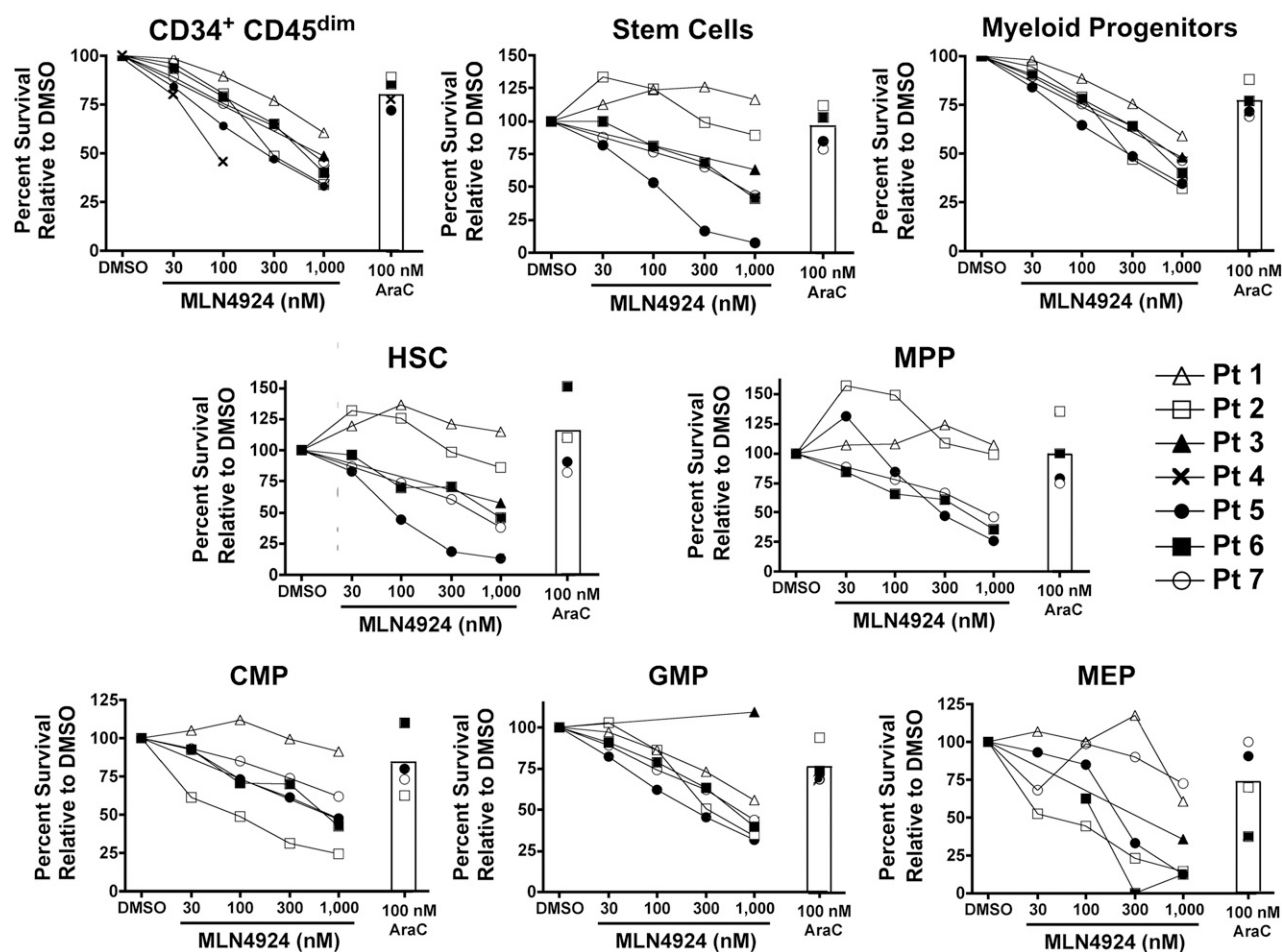 CD34⁺ CD45ᵈⁱᵐ
Percent Survival
Relative to DMSO
100
75
50
25
0
DMSO 30 100 300 1,000 100 nM
MLN4924 (nM) AraC
Stem Cells
Percent Survival
Relative to DMSO
150
125
100
75
50
25
0
DMSO 30 100 300 1,000 100 nM
MLN4924 (nM) AraC
Myeloid Progenitors
Percent Survival
Relative to DMSO
100
75
50
25
0
DMSO 30 100 300 1,000 100 nM
MLN4924 (nM) AraC
HSC
Percent Survival
Relative to DMSO
150
125
100
75
50
25
0
DMSO 30 100 300 1,000 100 nM
MLN4924 (nM) AraC
MPP
Percent Survival
Relative to DMSO
150
125
100
75
50
25
0
DMSO 30 100 300 1,000 100 nM
MLN4924 (nM) AraC
Pt 1
Pt 2
Pt 3
Pt 4
Pt 5
Pt 6
Pt 7
CMP
Percent Survival
Relative to DMSO
125
100
75
50
25
0
DMSO 30 100 300 1,000 100 nM
MLN4924 (nM) AraC
GMP
Percent Survival
Relative to DMSO
100
75
50
25
0
DMSO 30 100 300 1,000 100 nM
MLN4924 (nM) AraC
MEP
Percent Survival
Relative to DMSO
125
100
75
50
25
0
DMSO 30 100 300 1,000 100 nM
MLN4924 (nM) AraC